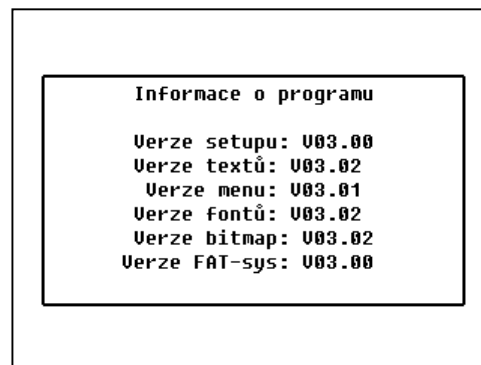 Informace o programu
Verze setupu: V03.00
Verze textů: V03.02
Verze menu: V03.01
Verze fontů: V03.02
Verze bitmap: V03.02
Verze FAT-sys: V03.00